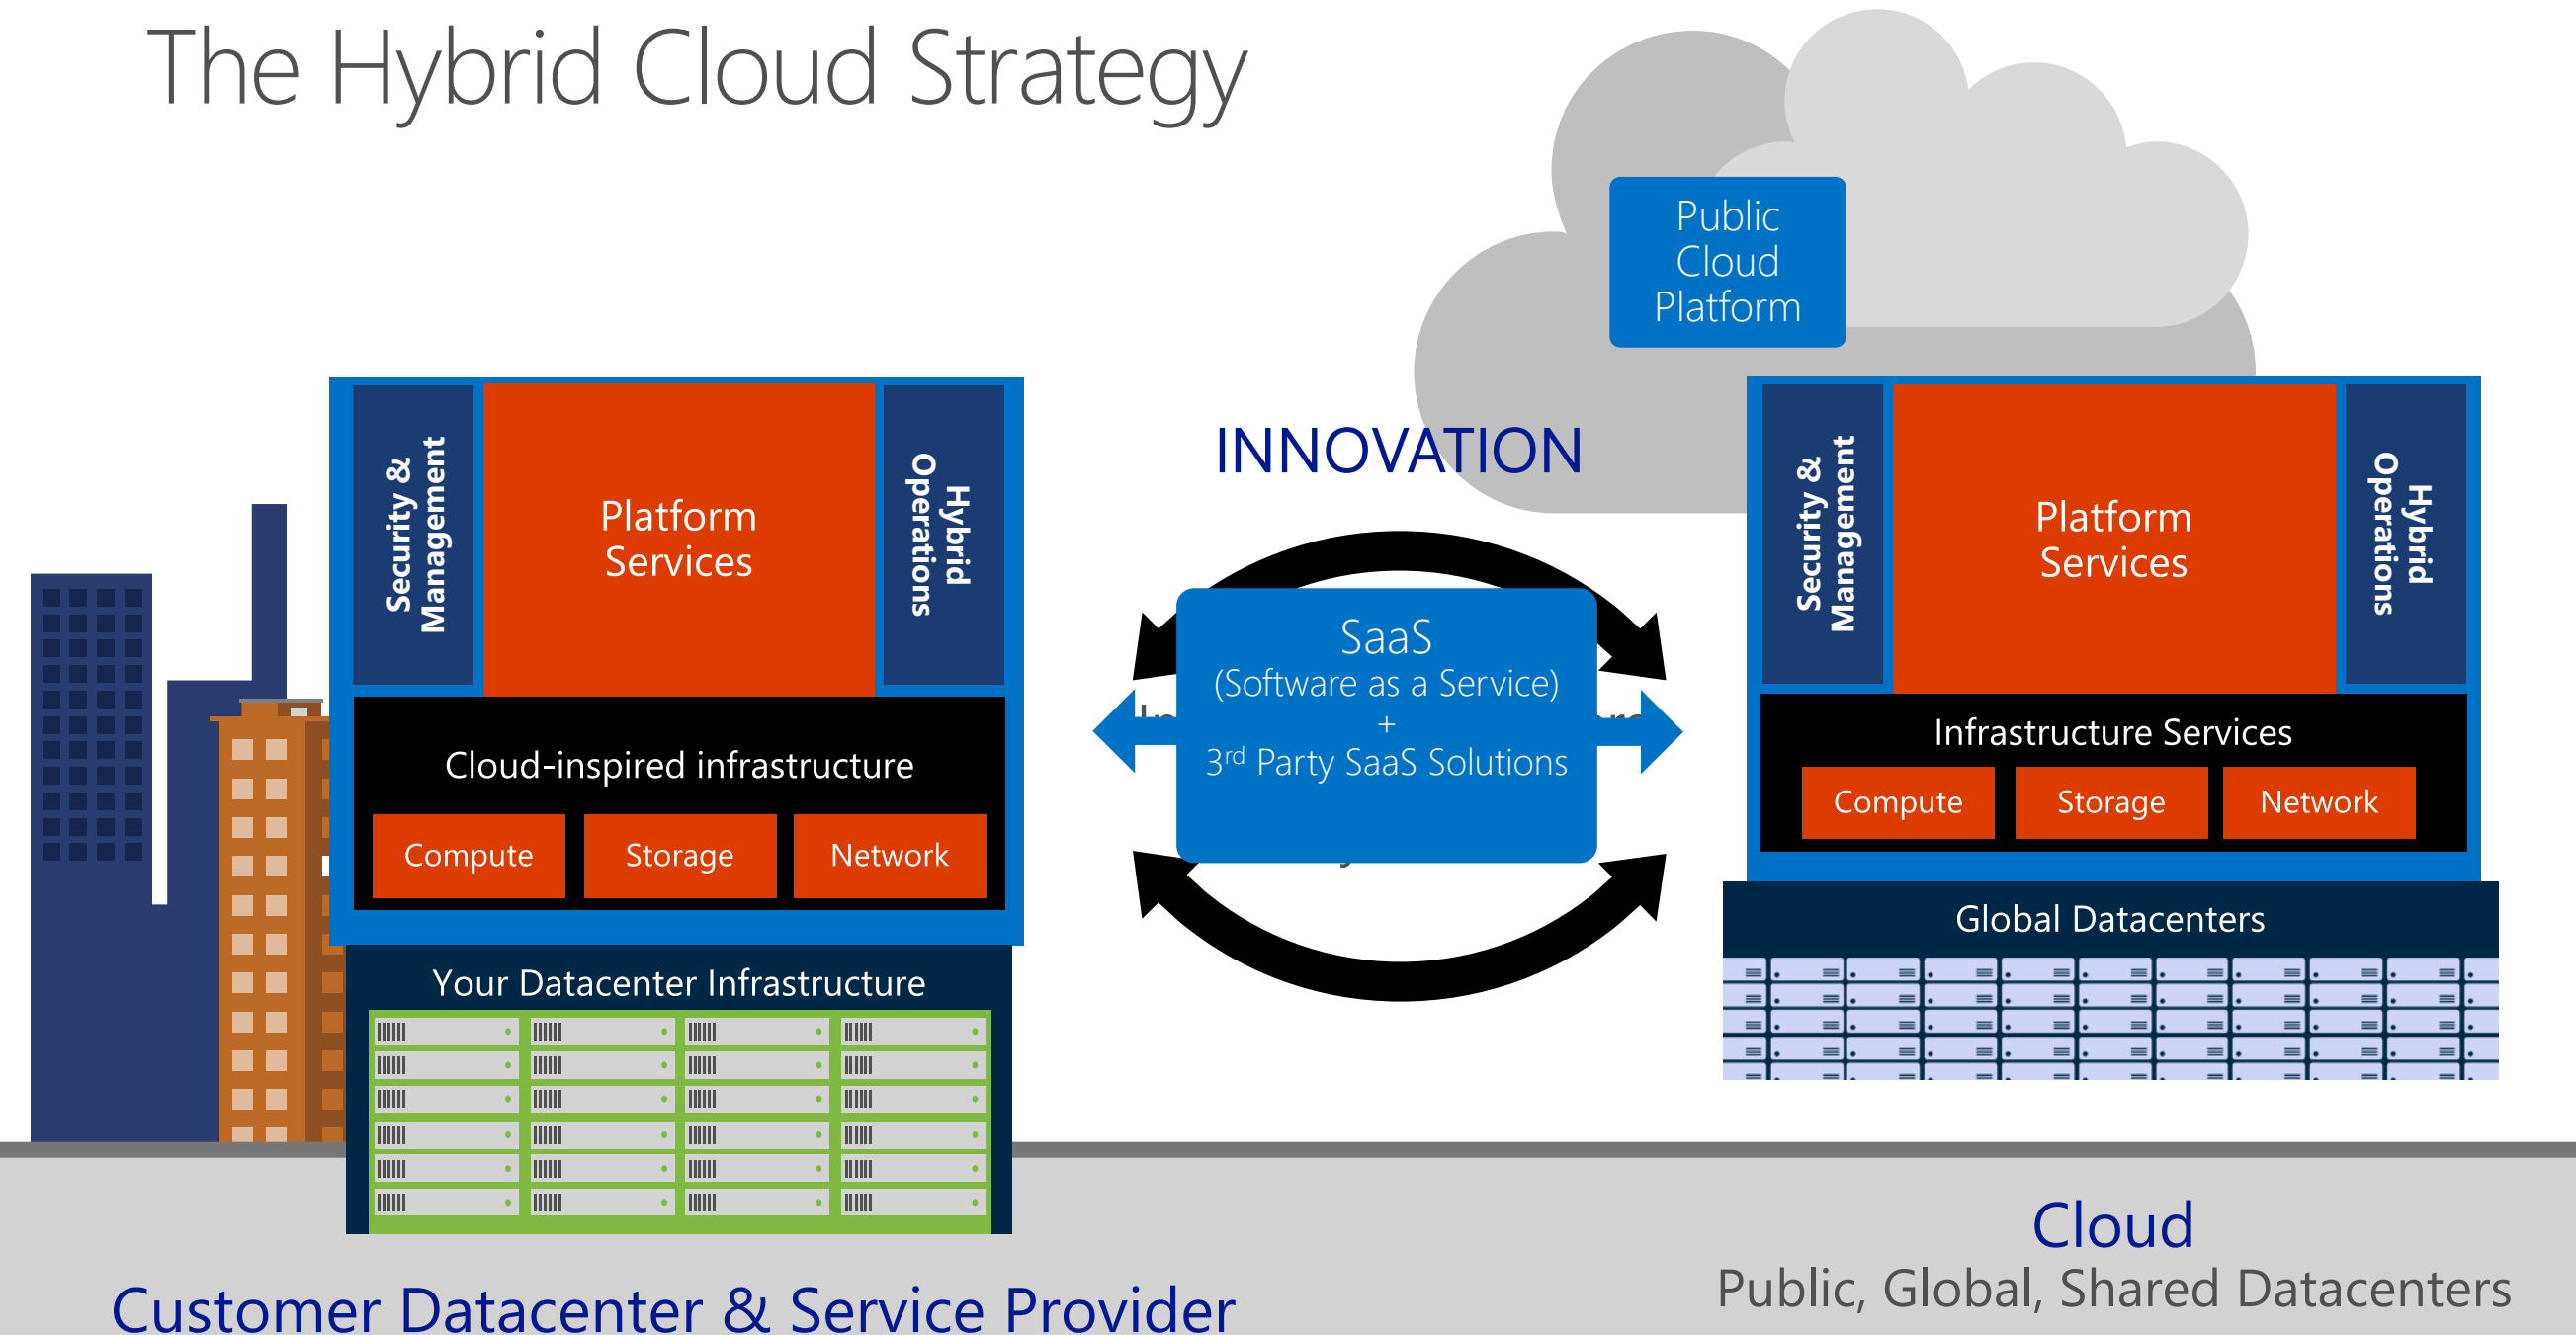 The Hybrid Cloud Strategy
Public
Cloud
Platform
INNOVATION
Security &
Management
Platform
Services
Hybrid
Operations
Cloud-inspired infrastructure
Compute
Storage
Network
Your Datacenter Infrastructure
SaaS
(Software as a Service)
+
3rd Party SaaS Solutions
Security &
Management
Platform
Services
Hybrid
Operations
Infrastructure Services
Compute
Storage
Network
Global Datacenters
Customer Datacenter & Service Provider
Cloud
Public, Global, Shared Datacenters